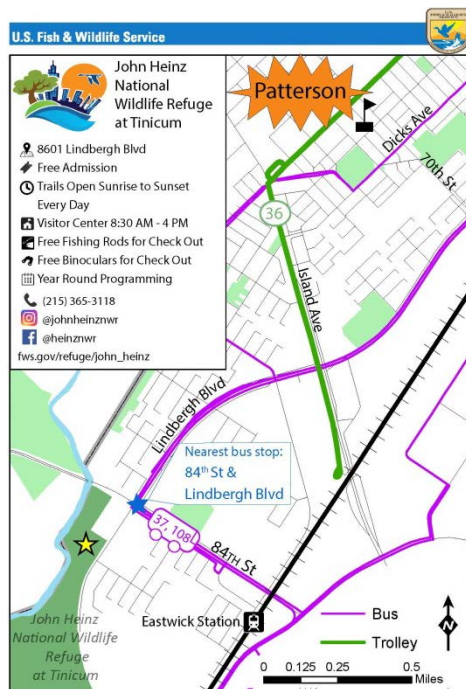 U.S. Fish & Wildlife Service
John Heinz
National
Wildlife Refuge
at Tinicum
8601 Lindbergh Blvd
Free Admission
Trails Open Sunrise to Sunset
Every Day
Visitor Center 8:30 AM - 4 PM
Free Fishing Rods for Check Out
Free Binoculars for Check Out
Year Round Programming
(215) 365-3118
@johnheinznwr
@heinznwr
fws.gov/refuge/john_heinz
Patterson
Dicks Ave
70th St
36
Island Ave
Lindbergh Blvd
Nearest bus stop:
84th St &
Lindbergh Blvd
37, 108
84TH St
Eastwick Station
John Heinz
National Wildlife
Refuge
at Tinicum
Bus
Trolley
N
0 0.125 0.25 0.5
Miles